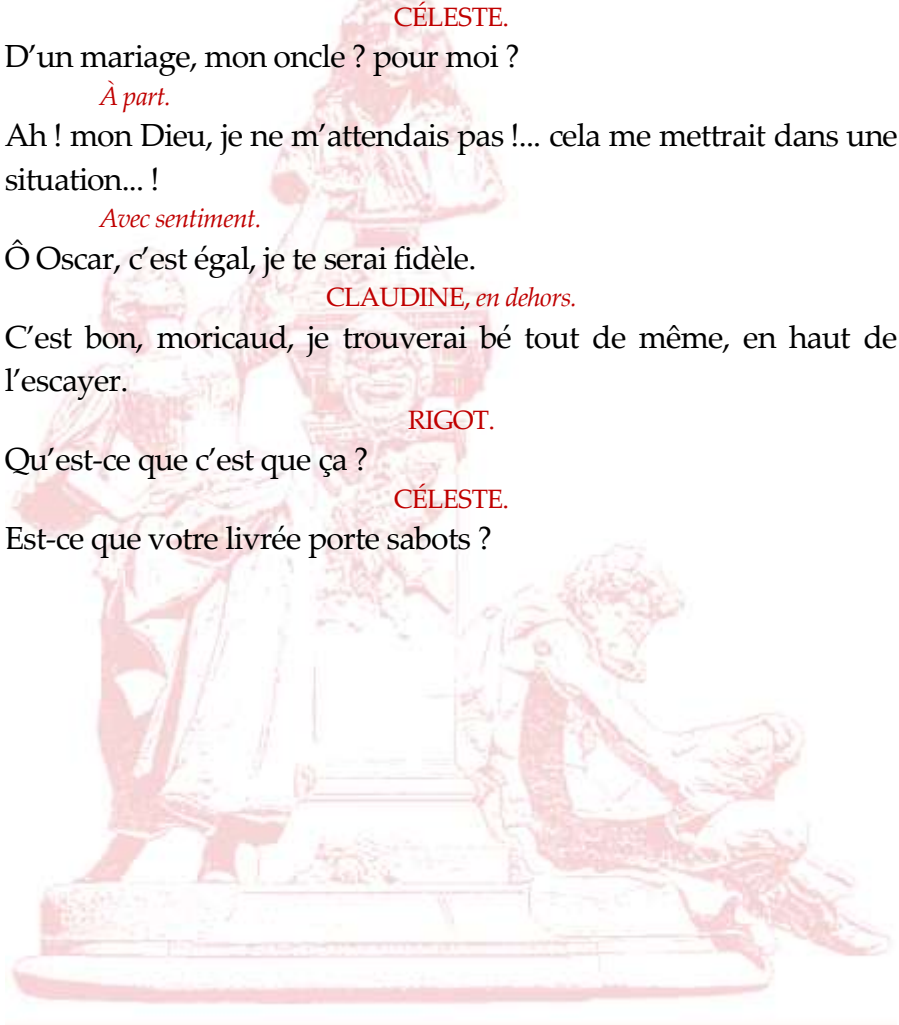 CÉLESTE.
D’un mariage, mon oncle ? pour moi ?
À part.
Ah ! mon Dieu, je ne m’attendais pas !... cela me mettrait dans une
situation... !
Avec sentiment.
Ô Oscar, c’est égal, je te serai fidèle.
CLAUDINE, en dehors.
C’est bon, moricaud, je trouverai bé tout de même, en haut de
l’escayer.
RIGOT.
Qu’est-ce que c’est que ça ?
CÉLESTE.
Est-ce que votre livrée porte sabots ?